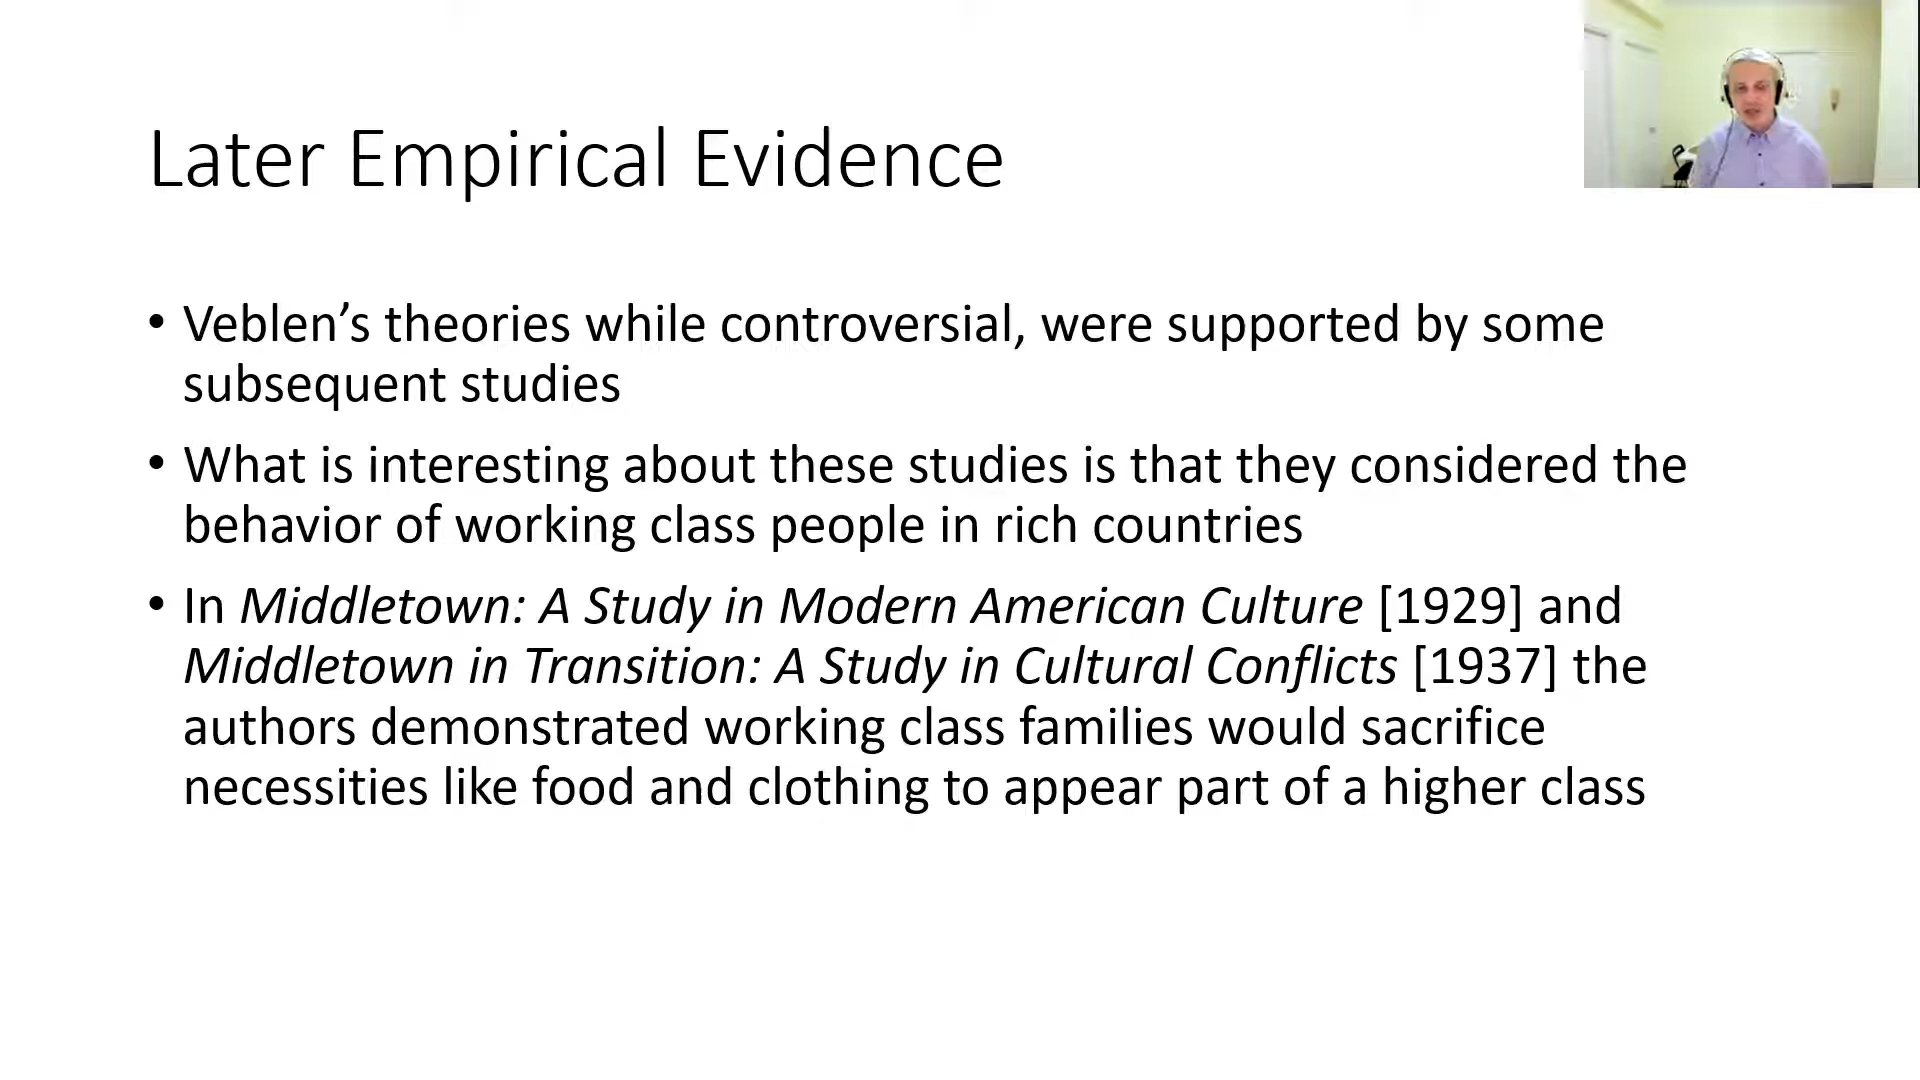 Later Empirical Evidence
• Veblen’s theories while controversial, were supported by some
subsequent studies
• What is interesting about these studies is that they considered the
behavior of working class people in rich countries
• In Middletown: A Study in Modern American Culture [1929] and
Middletown in Transition: A Study in Cultural Conflicts [1937] the
authors demonstrated working class families would sacrifice
necessities like food and clothing to appear part of a higher class